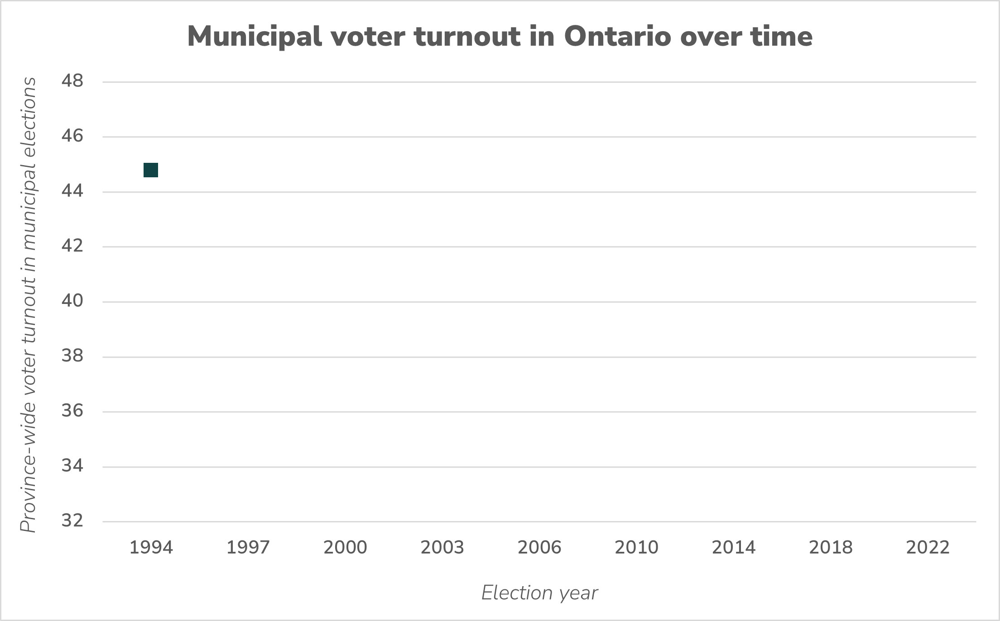 Municipal voter turnout in Ontario over time
Province-wide voter turnout in municipal elections
48
46
44
42
40
38
36
34
32
1994 1997 2000 2003 2006 2010 2014 2018 2022
Election year